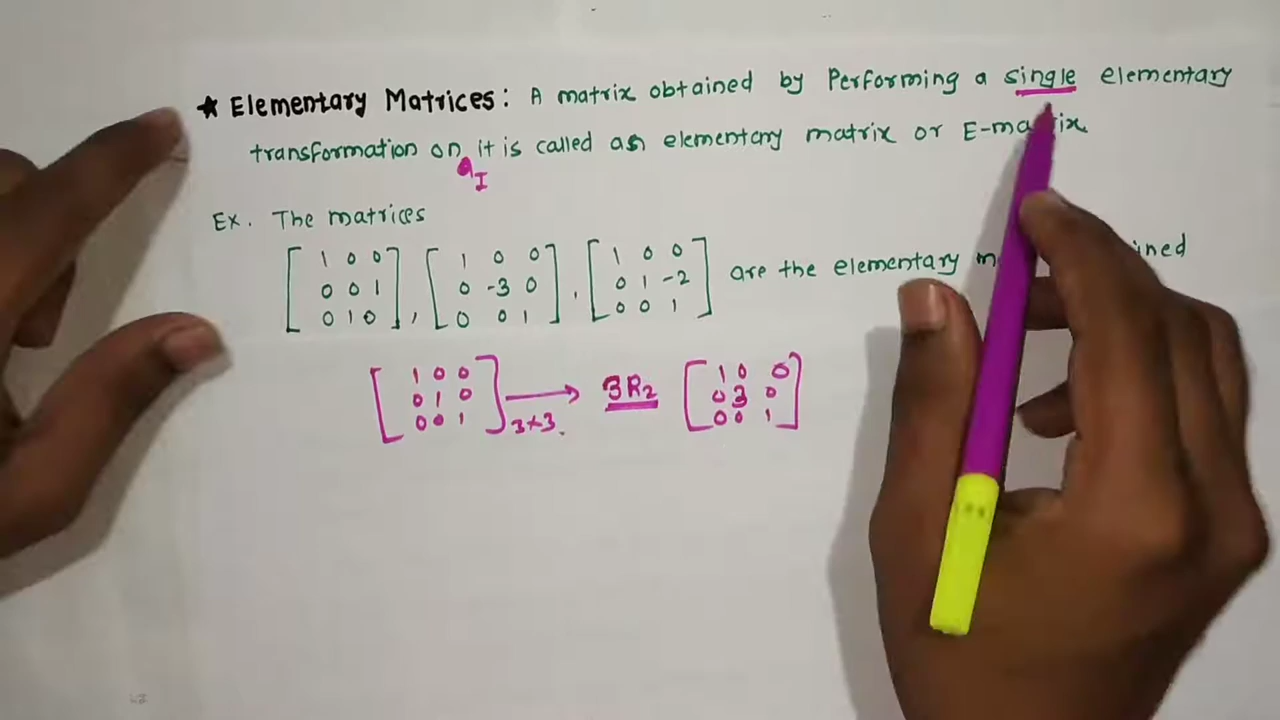 ★ Elementary Matrices: A matrix obtained by Performing a single elementary
transformation on it is called as elementary matrix or E-matrix
a I
Ex. The matrices
[1 0 0 0 0 1 0 1 0], [1 0 0 0 -3 0 0 0 1], [1 0 0 0 1 -2 0 0 1] are the elementary
[1 0 0 0 1 0 0 0 1]3×3. → 3R2 [1 0 0 0 3 0 0 0 1]